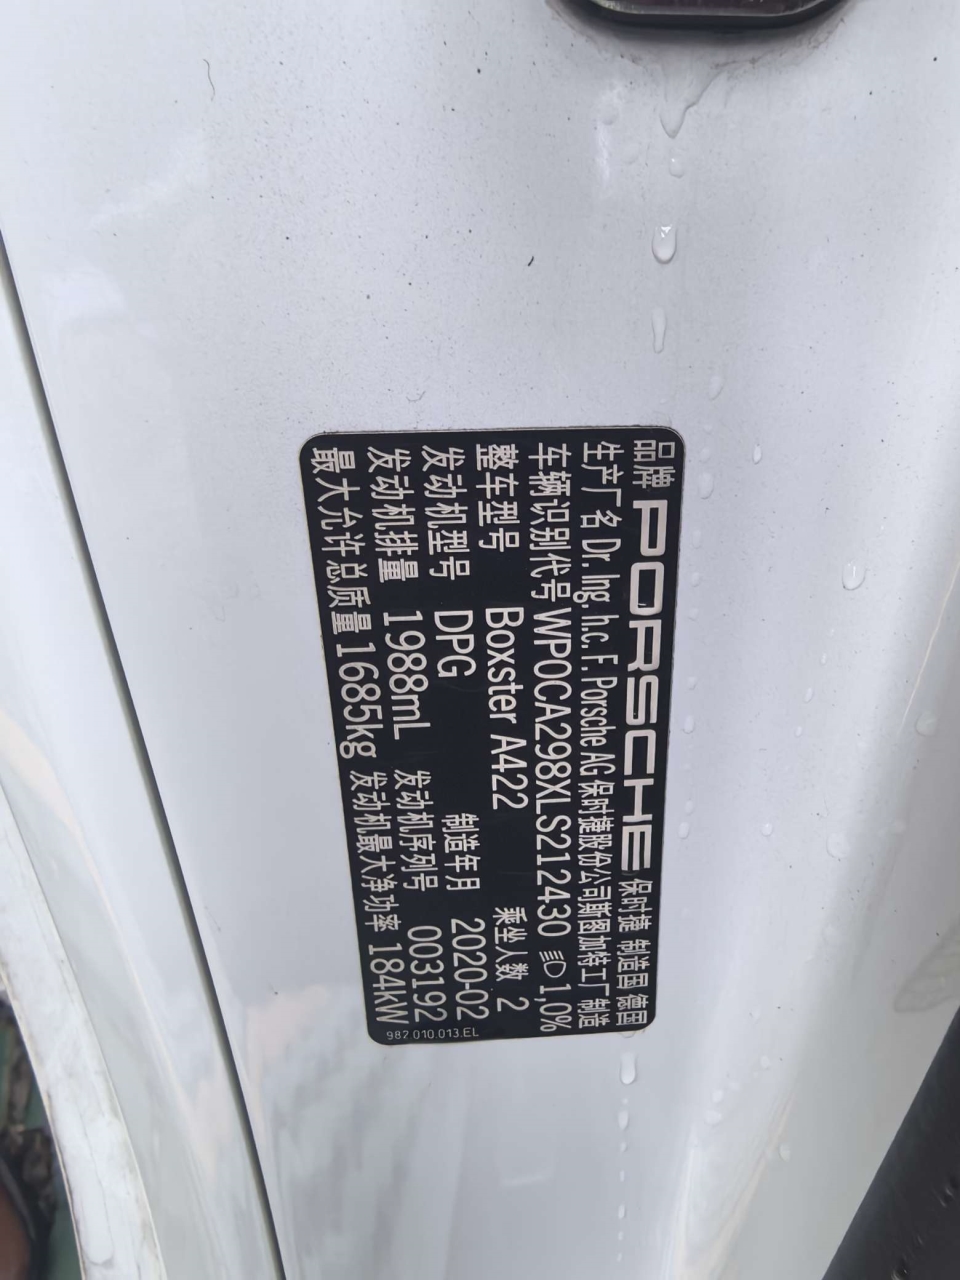 品牌 PORSCHE 保时捷 制造国 德国
生产厂名 Dr. Ing. h.c. F. Porsche AG 保时捷股份公司斯图加特工厂 制造
车辆识别代号 WP0CA298XLS212430 1,0%
整车型号 Boxster A422 乘坐人数 2
发动机型号 DPG 制造年月 2020-02
发动机排量 1988mL 发动机序列号 003192
最大允许总质量 1685kg 发动机最大净功率 184kW
982.010.013.EL